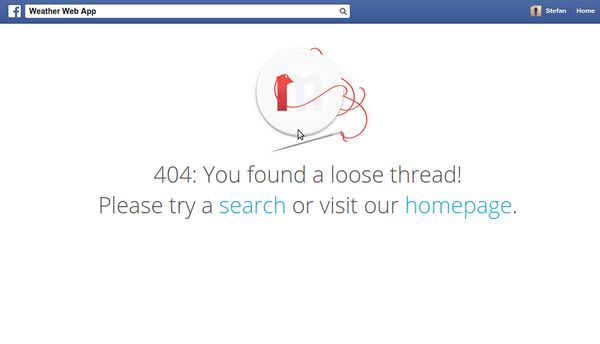 Weather Web App
Stefan Home
m
404: You found a loose thread!
Please try a search or visit our homepage.